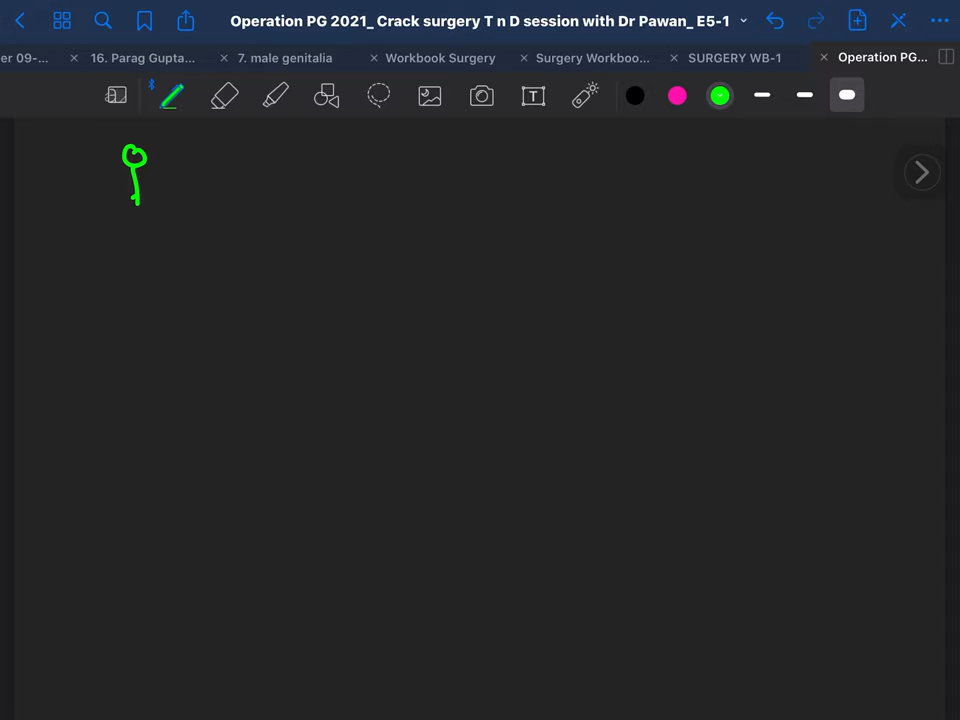 Operation PG 2021_ Crack surgery T n D session with Dr Pawan_ E5-1
er 09-... 16. Parag Gupta... 7. male genitalia Workbook Surgery Surgery Workboo... SURGERY WB-1 Operation PG...
T